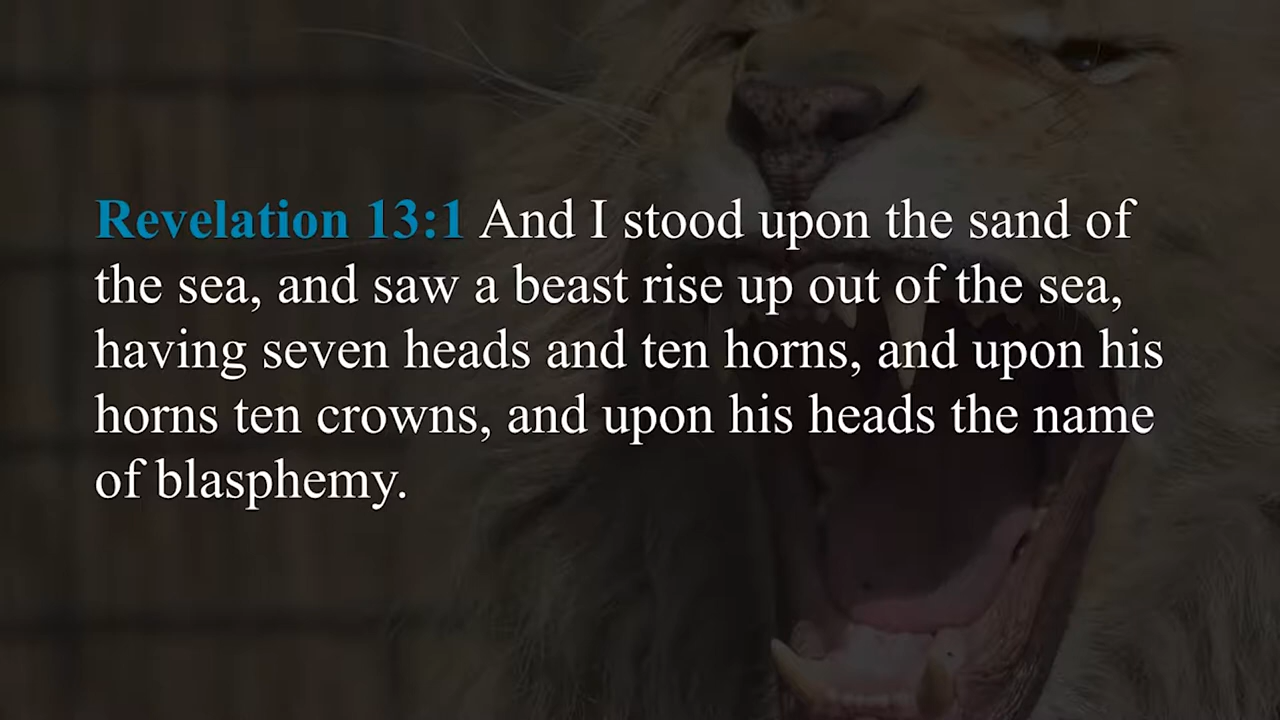 Revelation 13:1 And I stood upon the sand of
the sea, and saw a beast rise up out of the sea,
having seven heads and ten horns, and upon his
horns ten crowns, and upon his heads the name
of blasphemy.